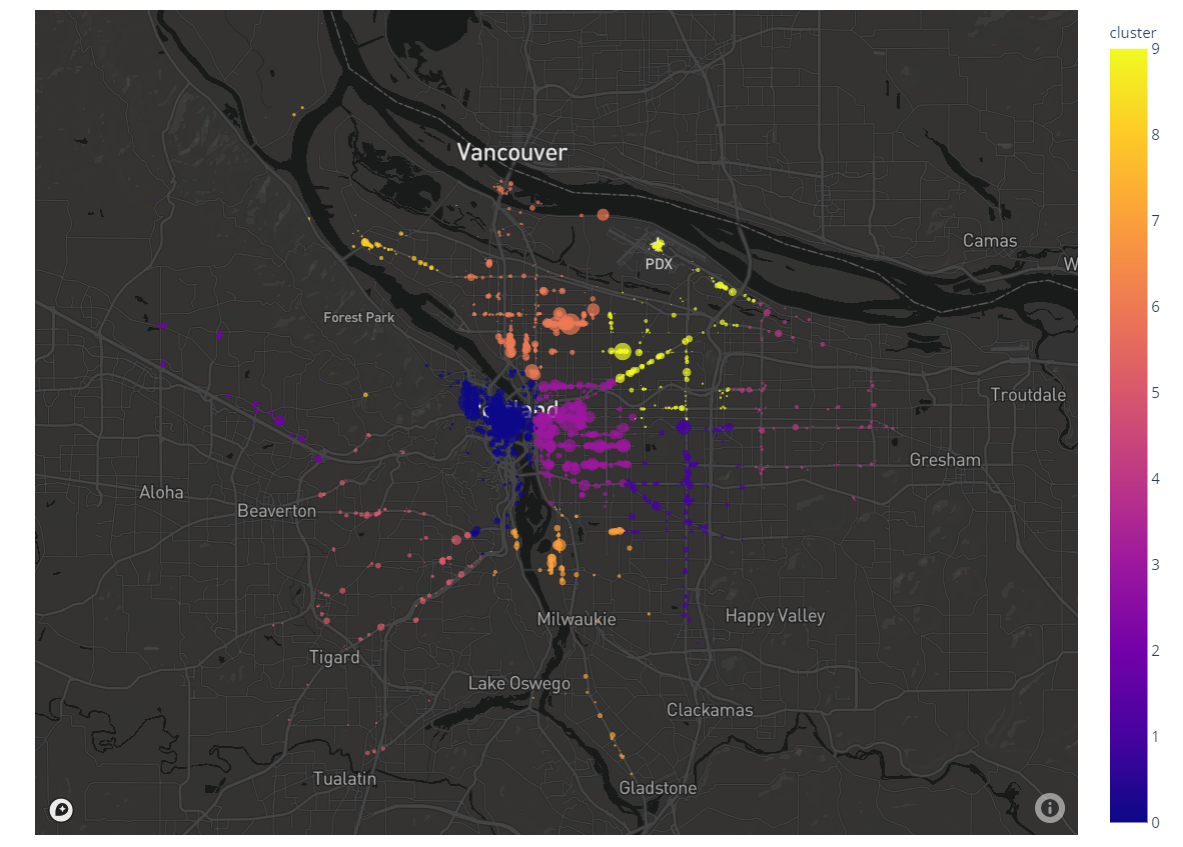 cluster
9
8
7
6
5
4
3
2
1
0
Vancouver
Camas
W
PDX
Forest Park
Troutdale
Gresham
Aloha
Beaverton
Milwaukie
Happy Valley
Tigard
Lake Oswego
Clackamas
Tualatin
Gladstone